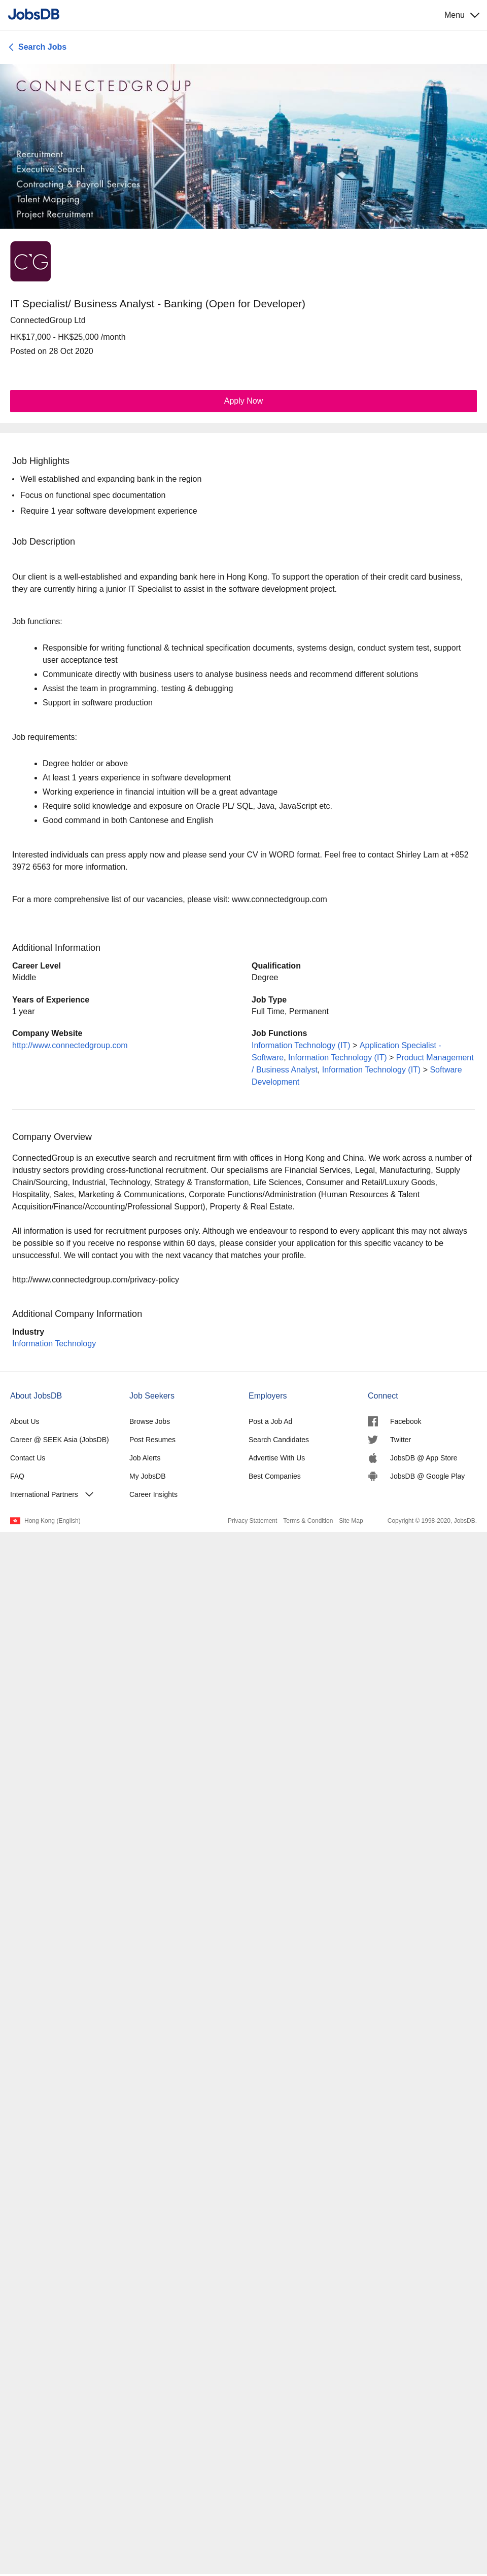 JobsDB
Menu
Search Jobs
CONNECTEDGROUP
Recruitment
Executive Search
Contracting & Payroll Services
Talent Mapping
Project Recruitment
CG
IT Specialist/ Business Analyst - Banking (Open for Developer)
ConnectedGroup Ltd
HK$17,000 - HK$25,000 /month
Posted on 28 Oct 2020
Apply Now
Job Highlights
• Well established and expanding bank in the region
• Focus on functional spec documentation
• Require 1 year software development experience
Job Description
Our client is a well-established and expanding bank here in Hong Kong. To support the operation of their credit card business,
they are currently hiring a junior IT Specialist to assist in the software development project.
Job functions:
• Responsible for writing functional & technical specification documents, systems design, conduct system test, support
user acceptance test
• Communicate directly with business users to analyse business needs and recommend different solutions
• Assist the team in programming, testing & debugging
• Support in software production
Job requirements:
• Degree holder or above
• At least 1 years experience in software development
• Working experience in financial intuition will be a great advantage
• Require solid knowledge and exposure on Oracle PL/ SQL, Java, JavaScript etc.
• Good command in both Cantonese and English
Interested individuals can press apply now and please send your CV in WORD format. Feel free to contact Shirley Lam at +852
3972 6563 for more information.
For a more comprehensive list of our vacancies, please visit: www.connectedgroup.com
Additional Information
Career Level
Middle
Qualification
Degree
Years of Experience
1 year
Job Type
Full Time, Permanent
Company Website
http://www.connectedgroup.com
Job Functions
Information Technology (IT) > Application Specialist -
Software, Information Technology (IT) > Product Management
/ Business Analyst, Information Technology (IT) > Software
Development
Company Overview
ConnectedGroup is an executive search and recruitment firm with offices in Hong Kong and China. We work across a number of
industry sectors providing cross-functional recruitment. Our specialisms are Financial Services, Legal, Manufacturing, Supply
Chain/Sourcing, Industrial, Technology, Strategy & Transformation, Life Sciences, Consumer and Retail/Luxury Goods,
Hospitality, Sales, Marketing & Communications, Corporate Functions/Administration (Human Resources & Talent
Acquisition/Finance/Accounting/Professional Support), Property & Real Estate.
All information is used for recruitment purposes only. Although we endeavour to respond to every applicant this may not always
be possible so if you receive no response within 60 days, please consider your application for this specific vacancy to be
unsuccessful. We will contact you with the next vacancy that matches your profile.
http://www.connectedgroup.com/privacy-policy
Additional Company Information
Industry
Information Technology
About JobsDB
About Us
Career @ SEEK Asia (JobsDB)
Contact Us
FAQ
International Partners
Job Seekers
Browse Jobs
Post Resumes
Job Alerts
My JobsDB
Career Insights
Employers
Post a Job Ad
Search Candidates
Advertise With Us
Best Companies
Connect
Facebook
Twitter
JobsDB @ App Store
JobsDB @ Google Play
Hong Kong (English)
Privacy Statement Terms & Condition Site Map
Copyright © 1998-2020, JobsDB.